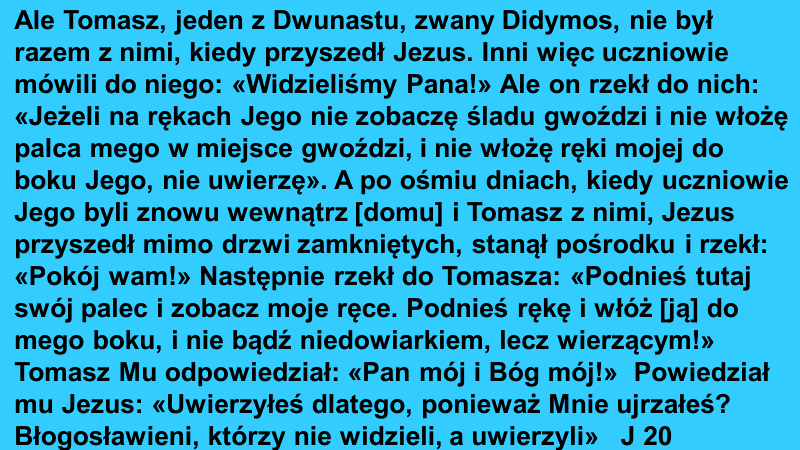 Ale Tomasz, jeden z Dwunastu, zwany Didymos, nie był
razem z nimi, kiedy przyszedł Jezus. Inni więc uczniowie
mówili do niego: «Widzieliśmy Pana!» Ale on rzekł do nich:
«Jeżeli na rękach Jego nie zobaczę śladu gwoździ i nie włożę
palca mego w miejsce gwoździ, i nie włożę ręki mojej do
boku Jego, nie uwierzę». A po ośmiu dniach, kiedy uczniowie
Jego byli znowu wewnątrz [domu] i Tomasz z nimi, Jezus
przyszedł mimo drzwi zamkniętych, stanął pośrodku i rzekł:
«Pokój wam!» Następnie rzekł do Tomasza: «Podnieś tutaj
swój palec i zobacz moje ręce. Podnieś rękę i włóż [ją] do
mego boku, i nie bądź niedowiarkiem, lecz wierzącym!»
Tomasz Mu odpowiedział: «Pan mój i Bóg mój!»  Powiedział
mu Jezus: «Uwierzyłeś dlatego, ponieważ Mnie ujrzałeś?
Błogosławieni, którzy nie widzieli, a uwierzyli»   J 20